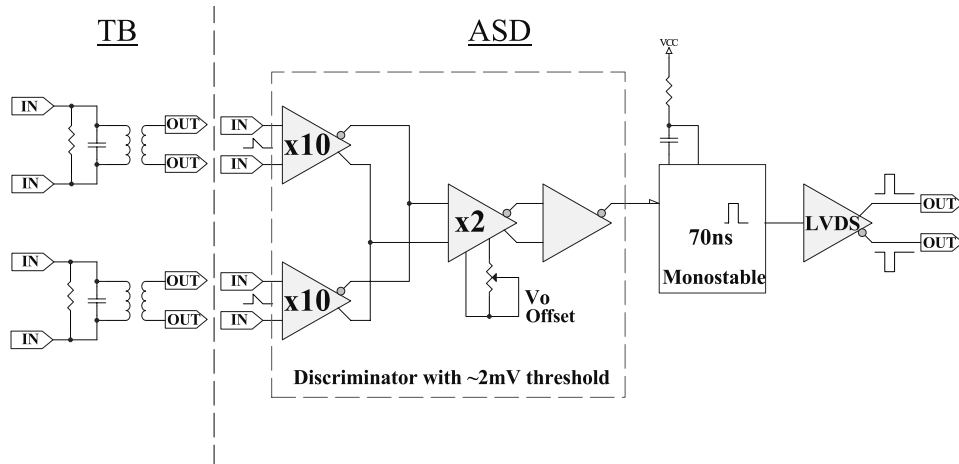 TB
ASD
VCC
IN
OUT
IN
x10
IN
OUT
IN
x2
70ns
Monostable
LVDS
OUT
OUT
Vo
Offset
IN
OUT
IN
x10
IN
OUT
IN
Discriminator with ~2mV threshold